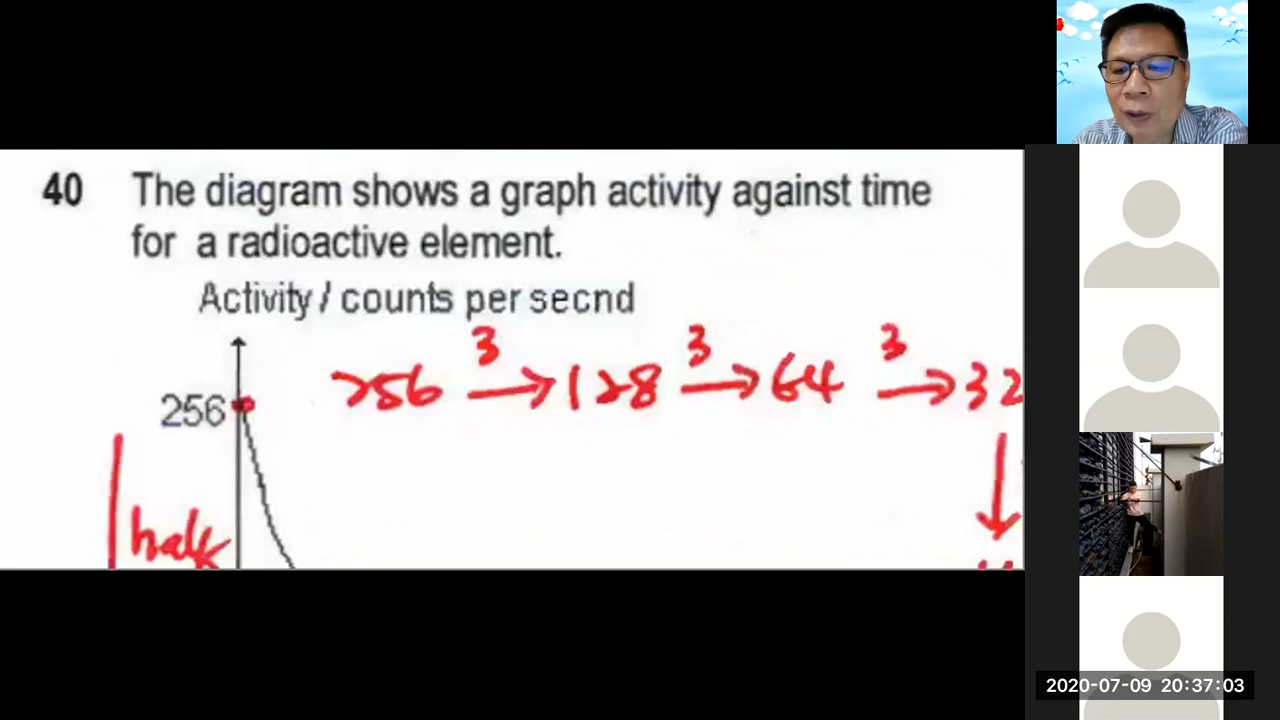 40 The diagram shows a graph activity against time
for a radioactive element.
Activity / counts per secnd
3 3 3
256 → 128 → 64 → 32
256
half
2020-07-09 20:37:03